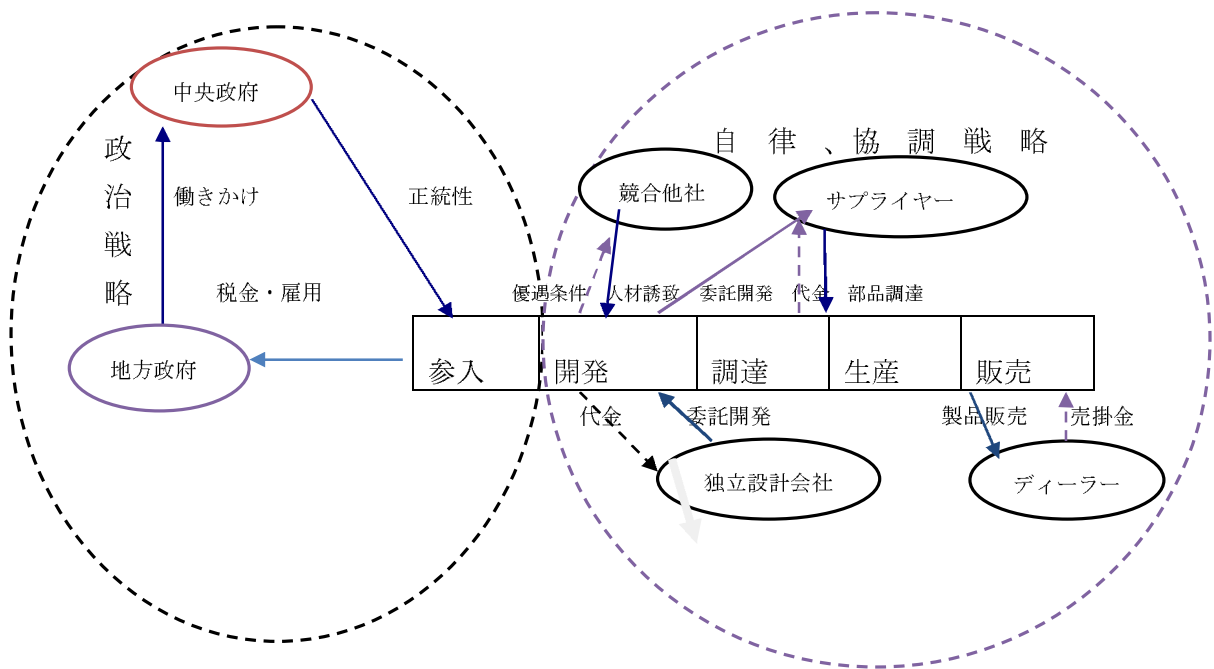 中央政府
政治戦略
働きかけ
正統性
税金・雇用
地方政府
自律、協調戦略
競合他社
サプライヤー
優遇条件
人材誘致
委託開発
代金
部品調達
参入
開発
調達
生産
販売
代金
委託開発
製品販売
売掛金
独立設計会社
ディーラー